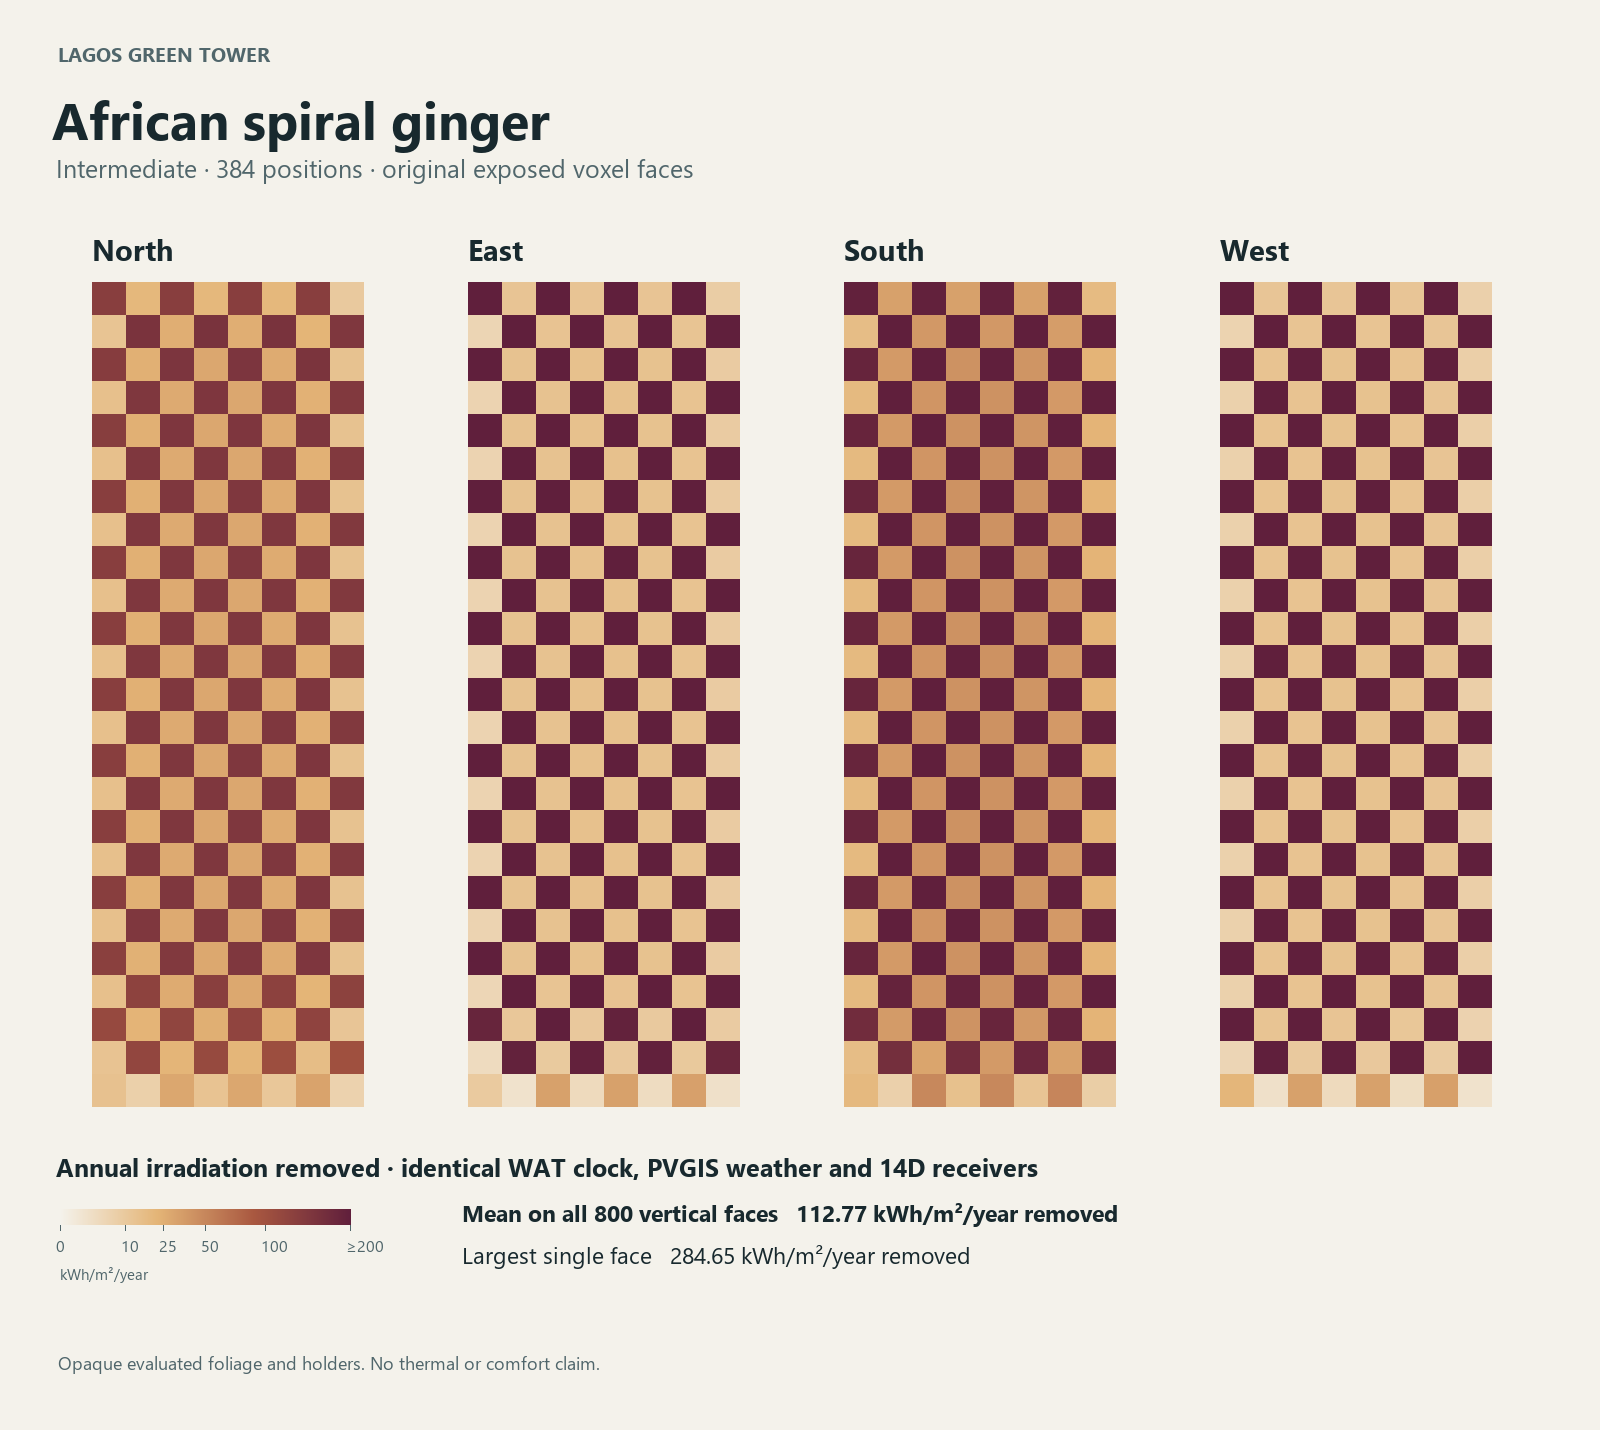 LAGOS GREEN TOWER
African spiral ginger
Intermediate · 384 positions · original exposed voxel faces
North East South West
Annual irradiation removed · identical WAT clock, PVGIS weather and 14D receivers
Mean on all 800 vertical faces 112.77 kWh/m²/year removed
0 10 25 50 100 ≥200
Largest single face 284.65 kWh/m²/year removed
kWh/m²/year
Opaque evaluated foliage and holders. No thermal or comfort claim.